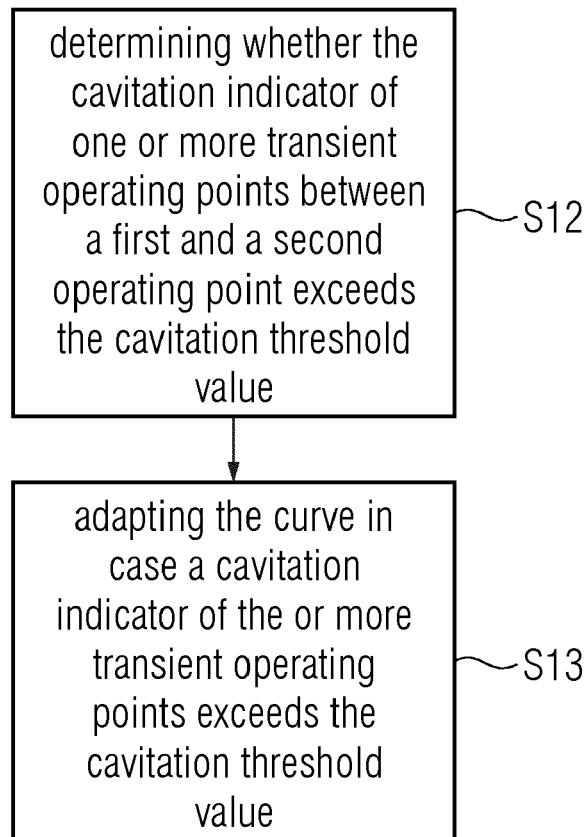 determining whether the
cavitation indicator of
one or more transient
operating points between
a first and a second
operating point exceeds
the cavitation threshold
value
S12
adapting the curve in
case a cavitation
indicator of the or more
transient operating
points exceeds the
cavitation threshold
value
S13